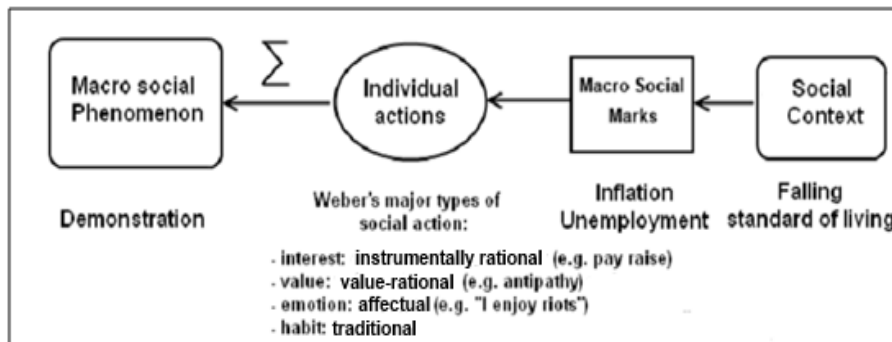 Macro social
Phenomenon
∑
Individual
actions
Macro Social
Marks
Social
Context
Demonstration
Weber's major types of
social action:
Inflation
Unemployment
Falling
standard of living
- interest: instrumentally rational (e.g. pay raise)
- value: value-rational (e.g. antipathy)
- emotion: affectual (e.g. "I enjoy riots")
- habit: traditional